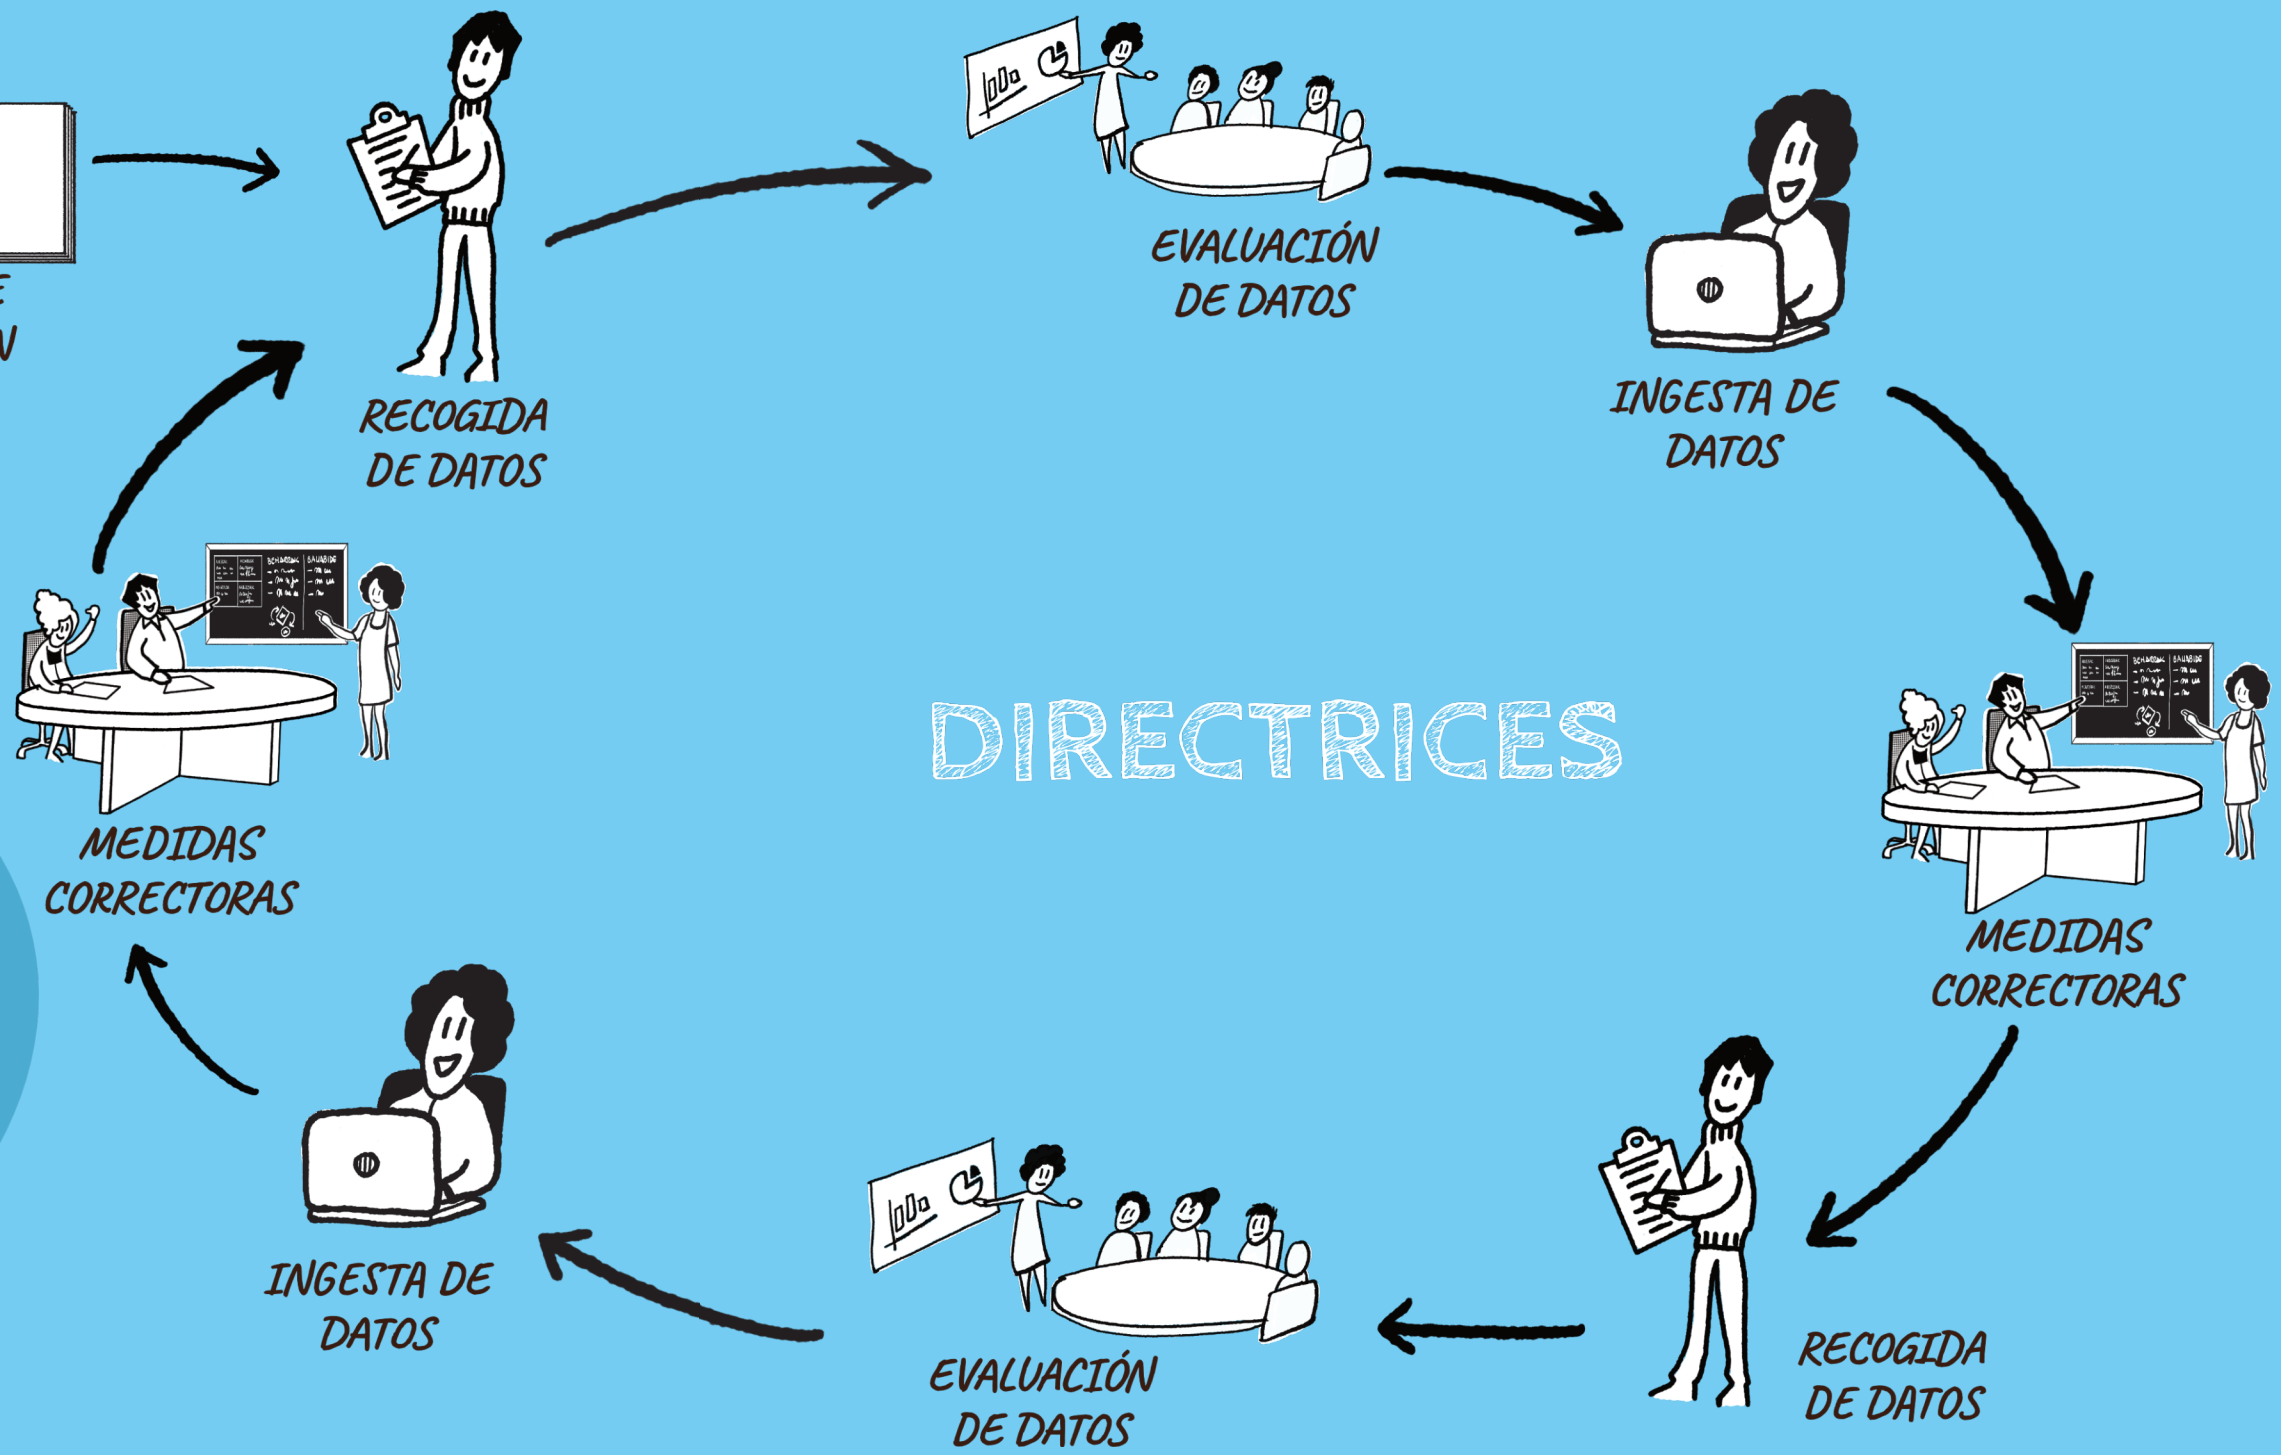 EVALUACIÓN
DE DATOS
INGESTA DE
DATOS
RECOGIDA
DE DATOS
DIRECTRICES
MEDIDAS
CORRECTORAS
MEDIDAS
CORRECTORAS
INGESTA DE
DATOS
RECOGIDA
DE DATOS
EVALUACIÓN
DE DATOS